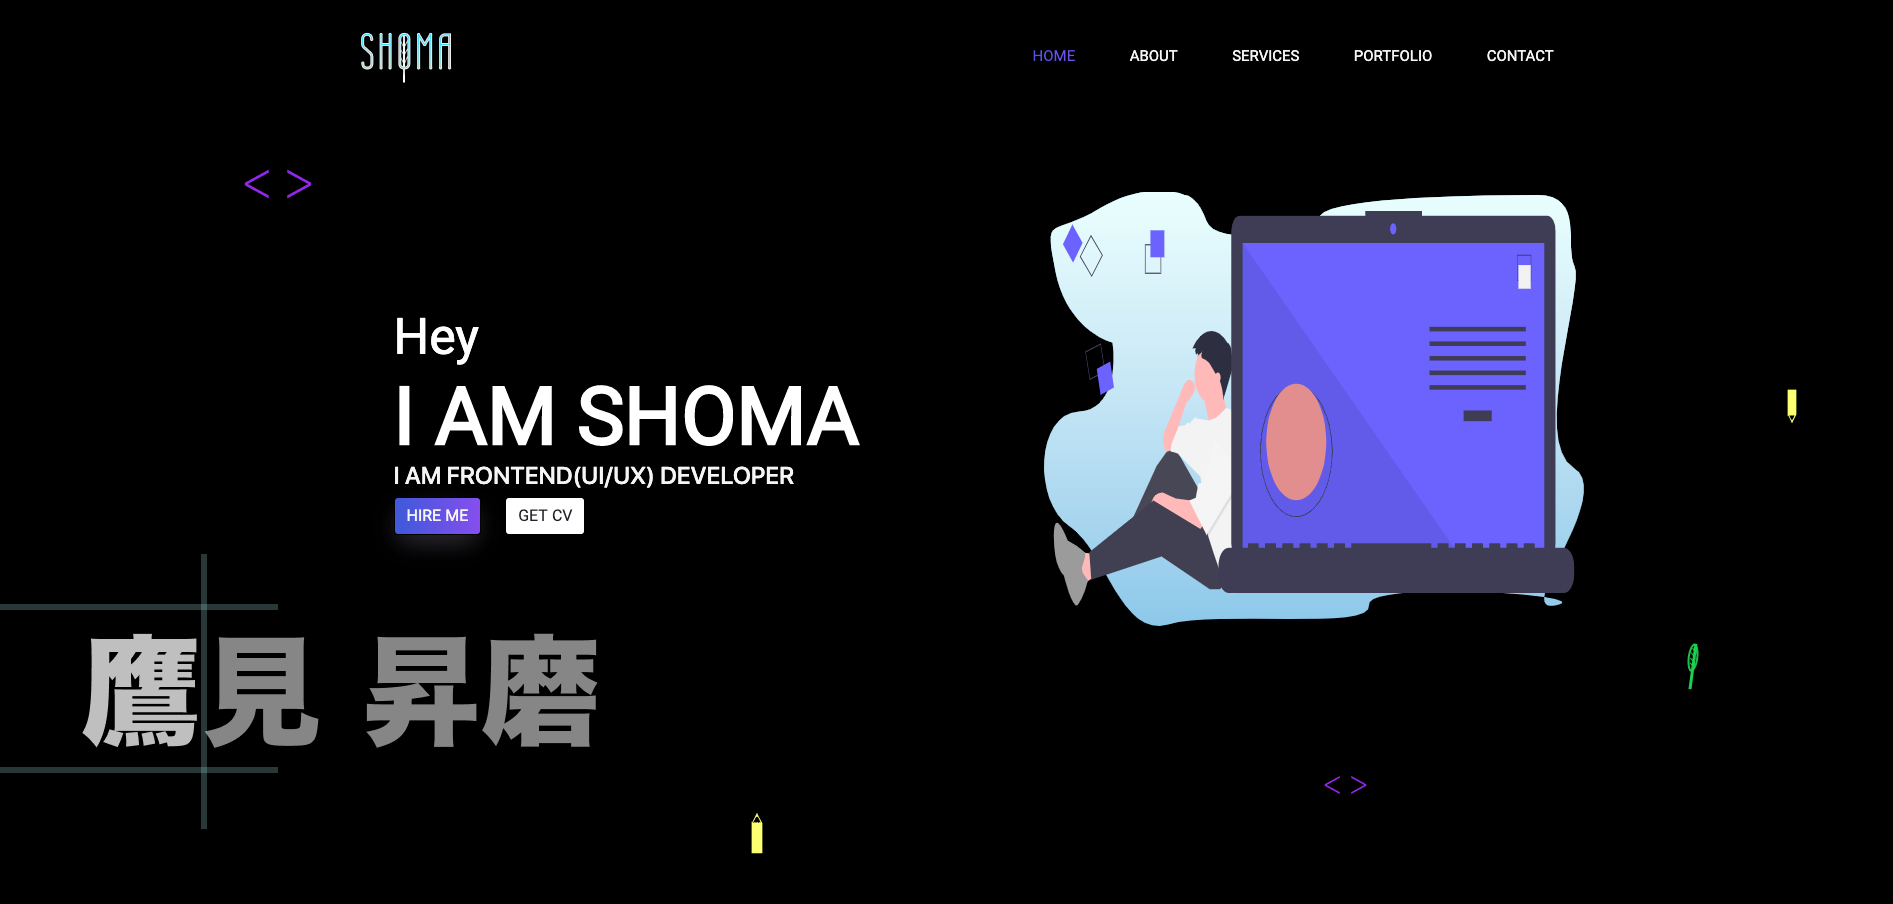 SHOMA
HOME ABOUT SERVICES PORTFOLIO CONTACT
< >
Hey
I AM SHOMA
I AM FRONTEND(UI/UX) DEVELOPER
HIRE ME GET CV
鷹見 昇磨
< >